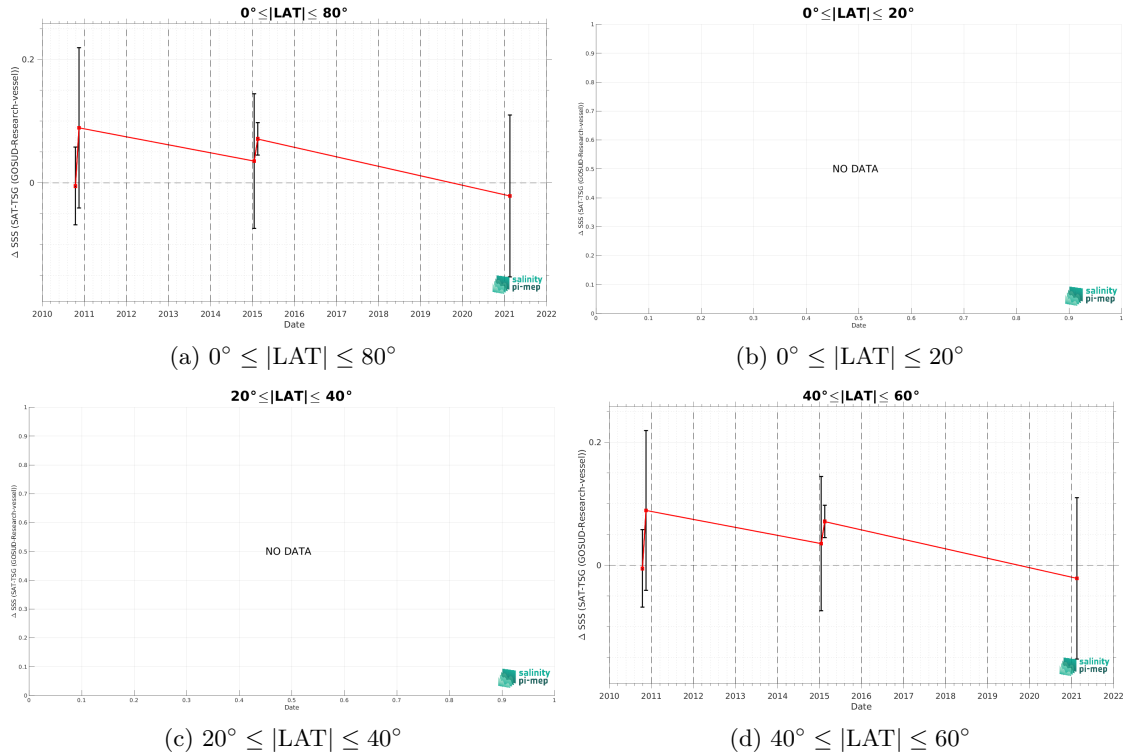 0°≤|LAT|≤ 80°
Δ SSS (SAT-TSG (GOSUD-Research-vessel))
0.2
0
salinity
pi-mep
2010 2011 2012 2013 2014 2015 2016 2017 2018 2019 2020 2021 2022
Date
(a) 0° ≤ |LAT| ≤ 80°
0°≤|LAT|≤ 20°
Δ SSS (SAT-TSG (GOSUD-Research-vessel))
1
0.9
0.8
0.7
0.6
0.5
0.4
0.3
0.2
0.1
0
NO DATA
salinity
pi-mep
0 0.1 0.2 0.3 0.4 0.5 0.6 0.7 0.8 0.9 1
Date
(b) 0° ≤ |LAT| ≤ 20°
20°≤|LAT|≤ 40°
Δ SSS (SAT-TSG (GOSUD-Research-vessel))
1
0.9
0.8
0.7
0.6
0.5
0.4
0.3
0.2
0.1
0
NO DATA
salinity
pi-mep
0 0.1 0.2 0.3 0.4 0.5 0.6 0.7 0.8 0.9 1
Date
(c) 20° ≤ |LAT| ≤ 40°
40°≤|LAT|≤ 60°
Δ SSS (SAT-TSG (GOSUD-Research-vessel))
0.2
0
salinity
pi-mep
2010 2011 2012 2013 2014 2015 2016 2017 2018 2019 2020 2021 2022
Date
(d) 40° ≤ |LAT| ≤ 60°